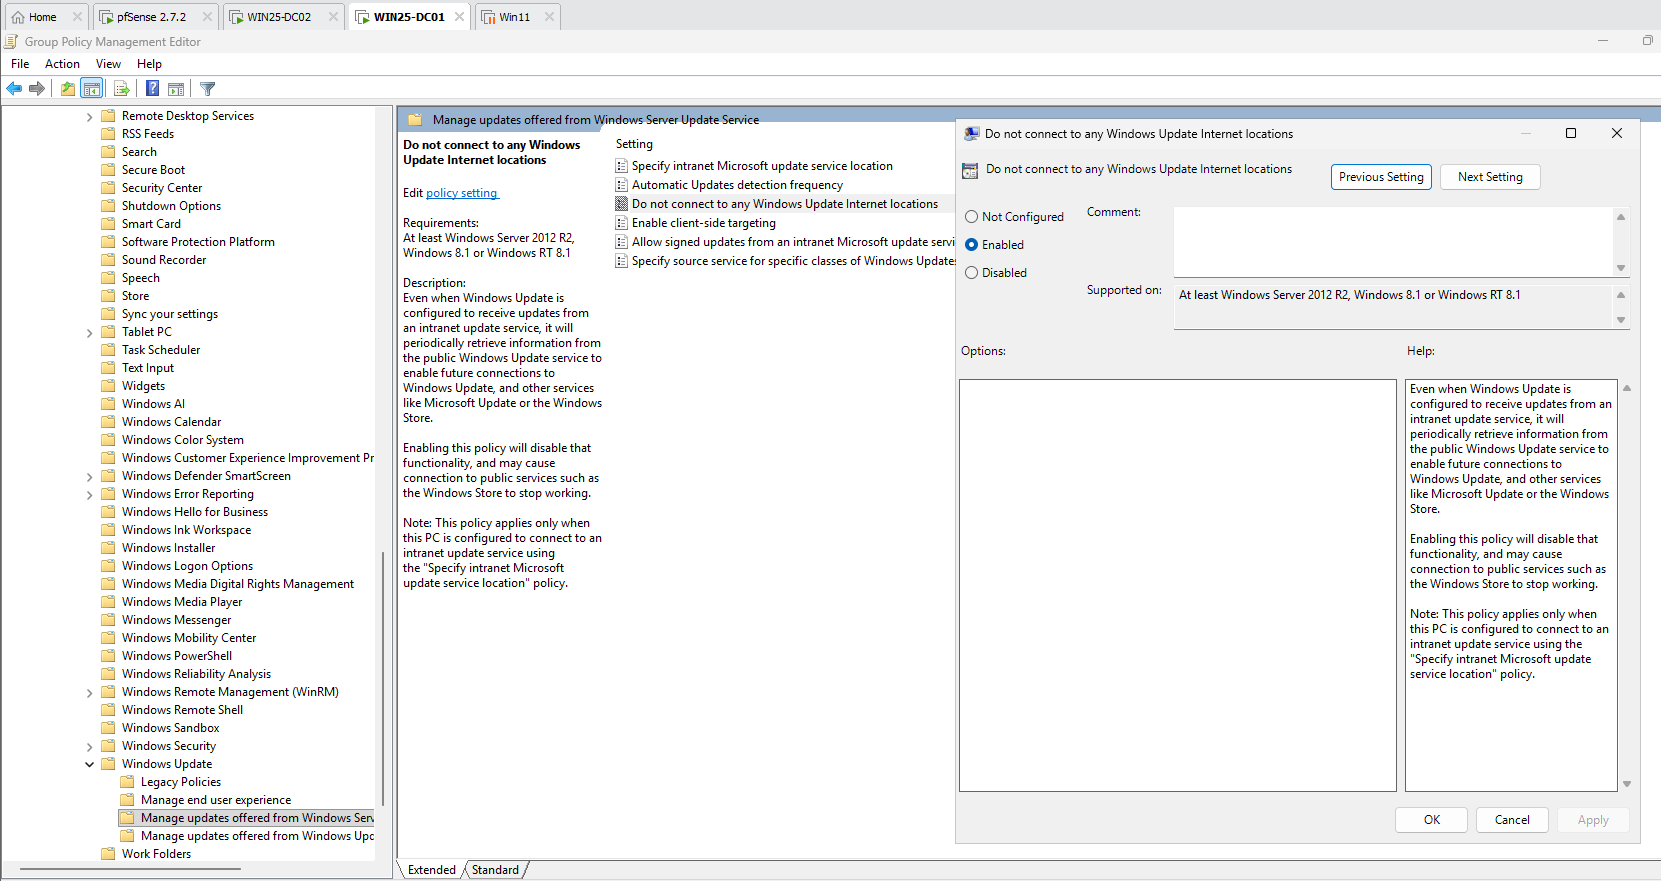 Home
pfSense 2.7.2
WIN25-DC02
WIN25-DC01
Win11
Group Policy Management Editor
File Action View Help
Remote Desktop Services
RSS Feeds
Search
Secure Boot
Security Center
Shutdown Options
Smart Card
Software Protection Platform
Sound Recorder
Speech
Store
Sync your settings
Tablet PC
Task Scheduler
Text Input
Widgets
Windows AI
Windows Calendar
Windows Color System
Windows Customer Experience Improvement Pr
Windows Defender SmartScreen
Windows Error Reporting
Windows Hello for Business
Windows Ink Workspace
Windows Installer
Windows Logon Options
Windows Media Digital Rights Management
Windows Media Player
Windows Messenger
Windows Mobility Center
Windows PowerShell
Windows Reliability Analysis
Windows Remote Management (WinRM)
Windows Remote Shell
Windows Sandbox
Windows Security
Windows Update
Legacy Policies
Manage end user experience
Manage updates offered from Windows Serv
Manage updates offered from Windows Upd
Work Folders
Manage updates offered from Windows Server Update Service
Do not connect to any Windows
Update Internet locations
Edit policy setting
Requirements:
At least Windows Server 2012 R2,
Windows 8.1 or Windows RT 8.1
Description:
Even when Windows Update is
configured to receive updates from
an intranet update service, it will
periodically retrieve information from
the public Windows Update service to
enable future connections to
Windows Update, and other services
like Microsoft Update or the Windows
Store.
Enabling this policy will disable that
functionality, and may cause
connection to public services such as
the Windows Store to stop working.
Note: This policy applies only when
this PC is configured to connect to an
intranet update service using
the "Specify intranet Microsoft
update service location" policy.
Setting
Specify intranet Microsoft update service location
Automatic Updates detection frequency
Do not connect to any Windows Update Internet locations
Enable client-side targeting
Allow signed updates from an intranet Microsoft update servi
Specify source service for specific classes of Windows Updates
Extended
Standard
Do not connect to any Windows Update Internet locations
Do not connect to any Windows Update Internet locations
Previous Setting
Next Setting
Not Configured
Enabled
Disabled
Comment:
Supported on:
At least Windows Server 2012 R2, Windows 8.1 or Windows RT 8.1
Options:
Help:
Even when Windows Update is
configured to receive updates from an
intranet update service, it will
periodically retrieve information from
the public Windows Update service to
enable future connections to
Windows Update, and other services
like Microsoft Update or the Windows
Store.
Enabling this policy will disable that
functionality, and may cause
connection to public services such as
the Windows Store to stop working.
Note: This policy applies only when
this PC is configured to connect to an
intranet update service using the
"Specify intranet Microsoft update
service location" policy.
OK
Cancel
Apply